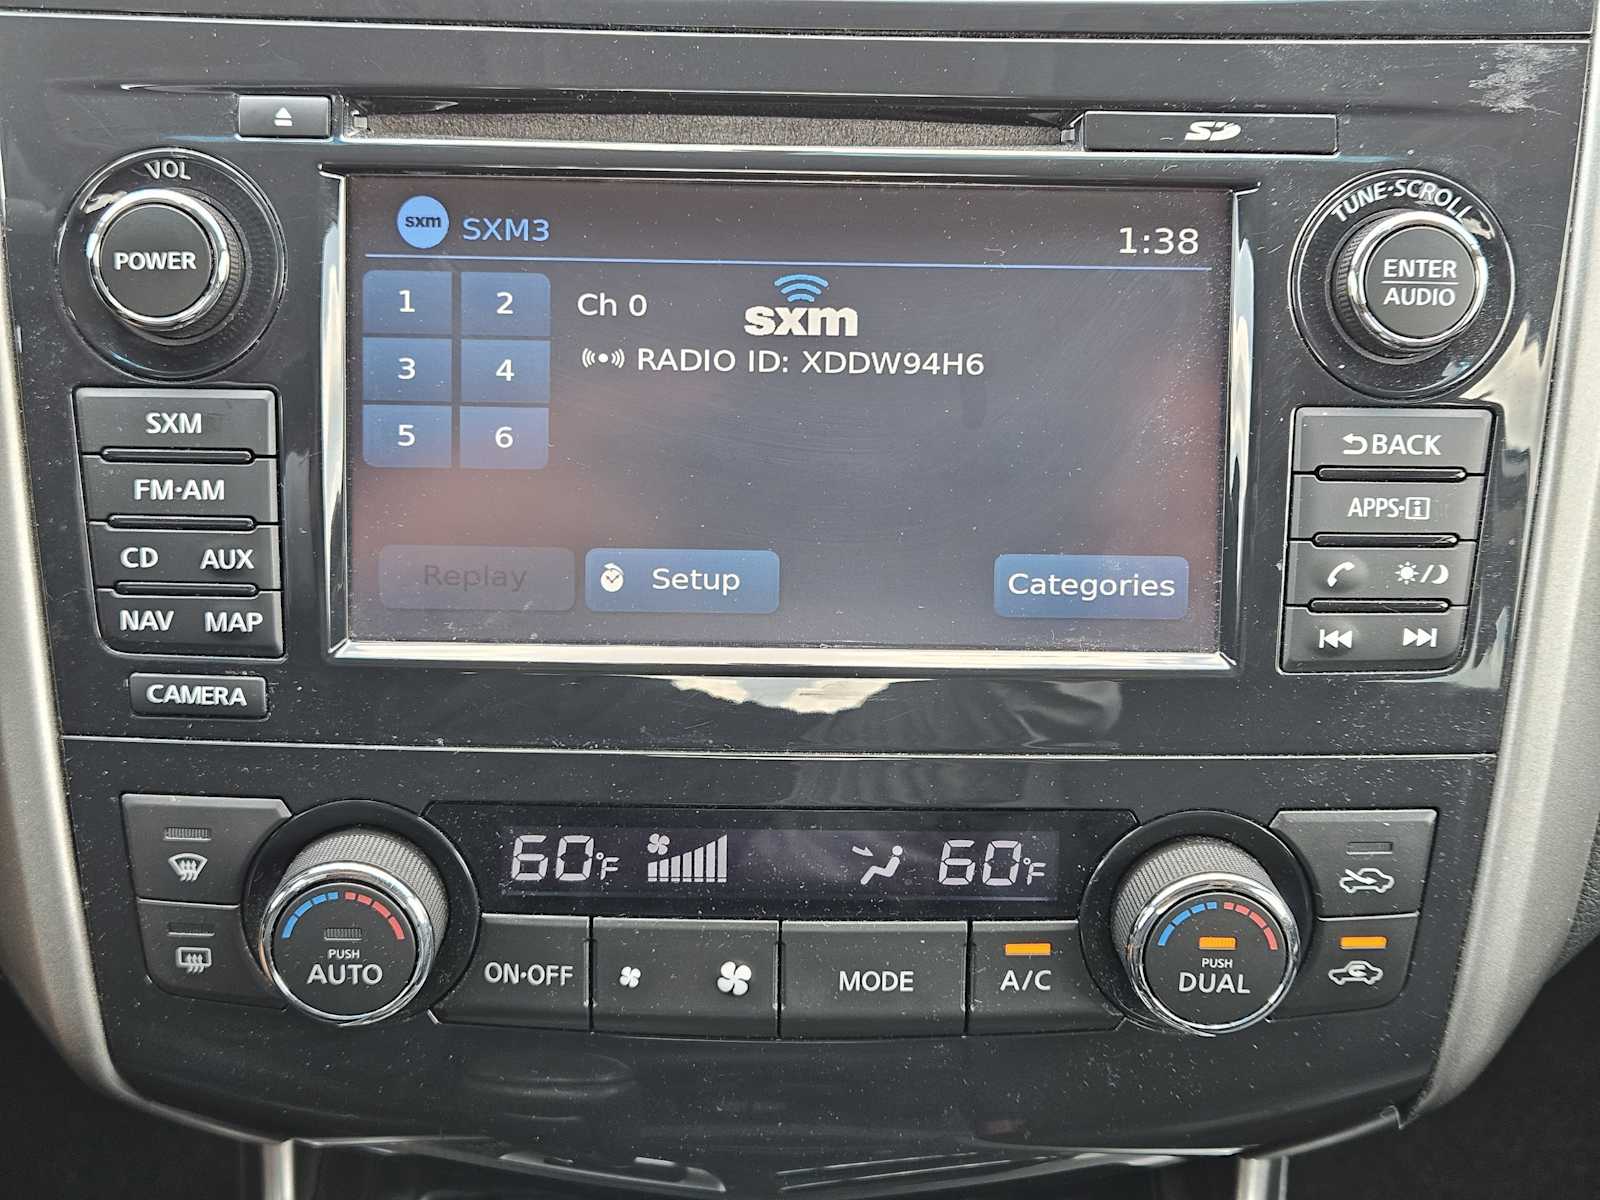 SD
VOL
POWER
TUNE·SCROLL
ENTER
AUDIO
sxm SXM3
1:38
1 2
3 4
5 6
Ch 0
sxm
RADIO ID: XDDW94H6
Replay
Setup
Categories
SXM
FM·AM
CD AUX
NAV MAP
CAMERA
BACK
APPS·i
60°F
60°F
PUSH
AUTO
ON·OFF
MODE
A/C
PUSH
DUAL